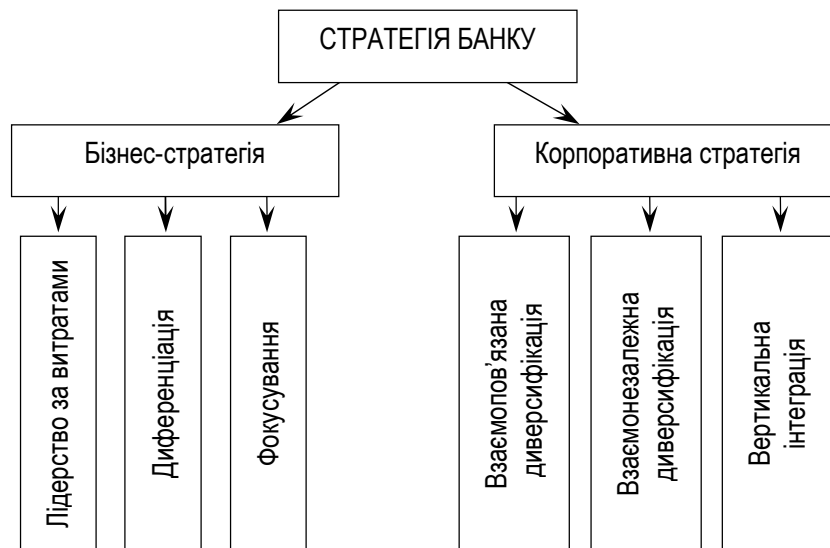 СТРАТЕГІЯ БАНКУ
Бізнес-стратегія
Корпоративна стратегія
Лідерство за витратами
Диференціація
Фокусування
Взаємопов’язана
диверсифікація
Взаємонезалежна
диверсифікація
Вертикальна
інтеграція